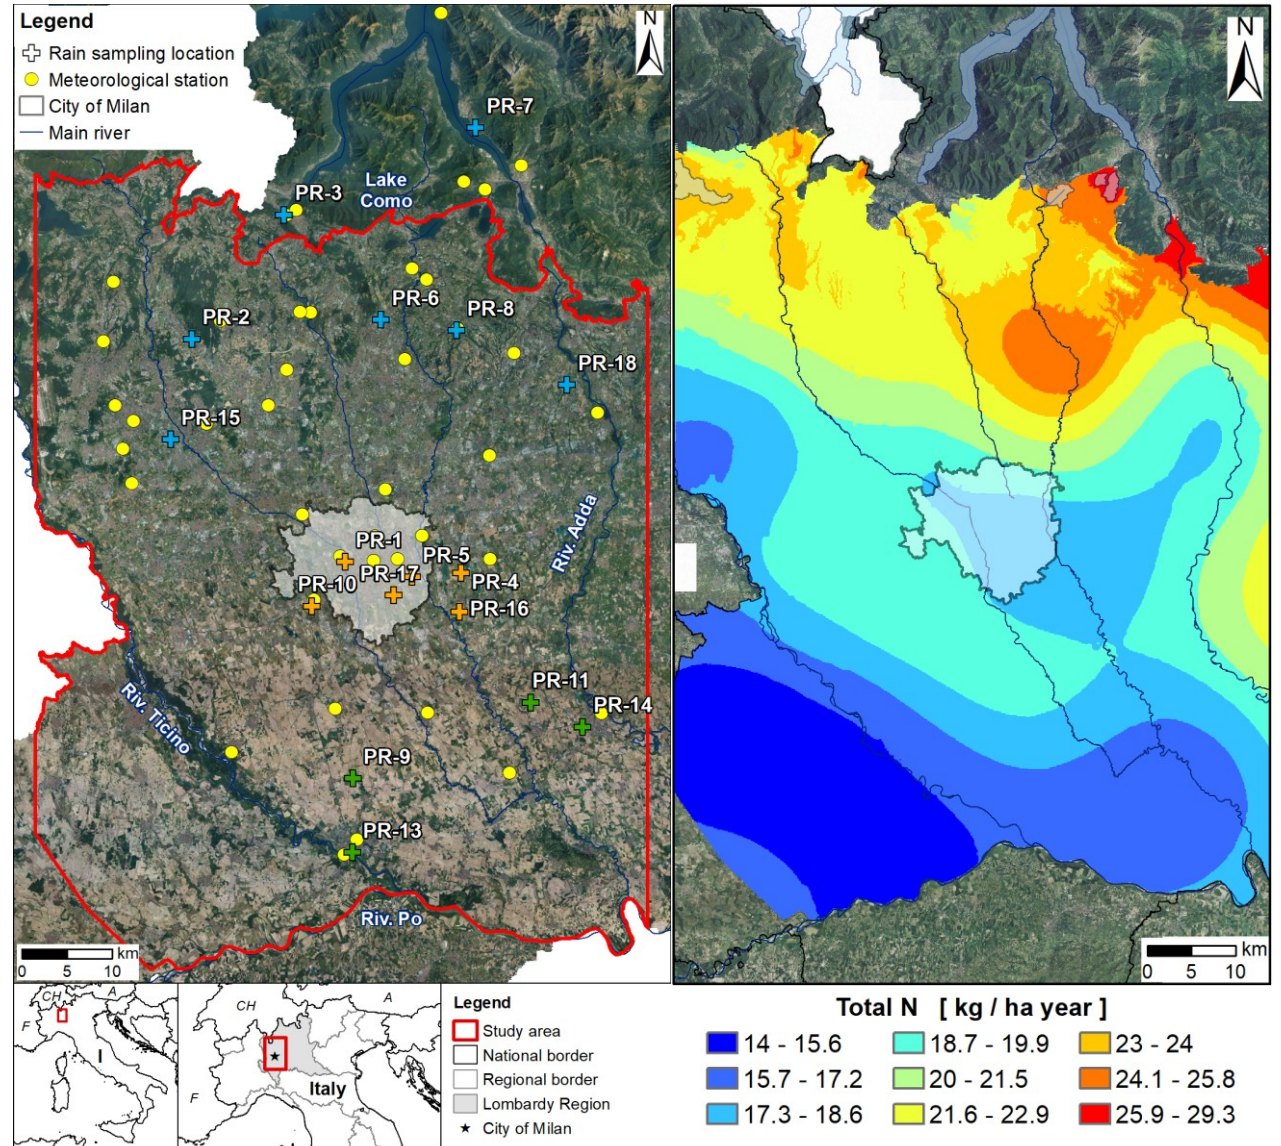 Legend
Rain sampling location
Meteorological station
City of Milan
Main river
N
PR-7
Lake
Como
PR-3
PR-6
PR-2
PR-8
PR-18
PR-15
PR-1
PR-5
PR-17
PR-10
PR-4
PR-16
Riv. Adda
PR-11
PR-14
Riv. Ticino
PR-9
PR-13
Riv. Po
km
0 5 10
N
km
0 5 10
CH
A
F
I
CH
A
F
Italy
I
Legend
Study area
National border
Regional border
Lombardy Region
City of Milan
Total N [ kg / ha year ]
14 - 15.6
18.7 - 19.9
23 - 24
15.7 - 17.2
20 - 21.5
24.1 - 25.8
17.3 - 18.6
21.6 - 22.9
25.9 - 29.3